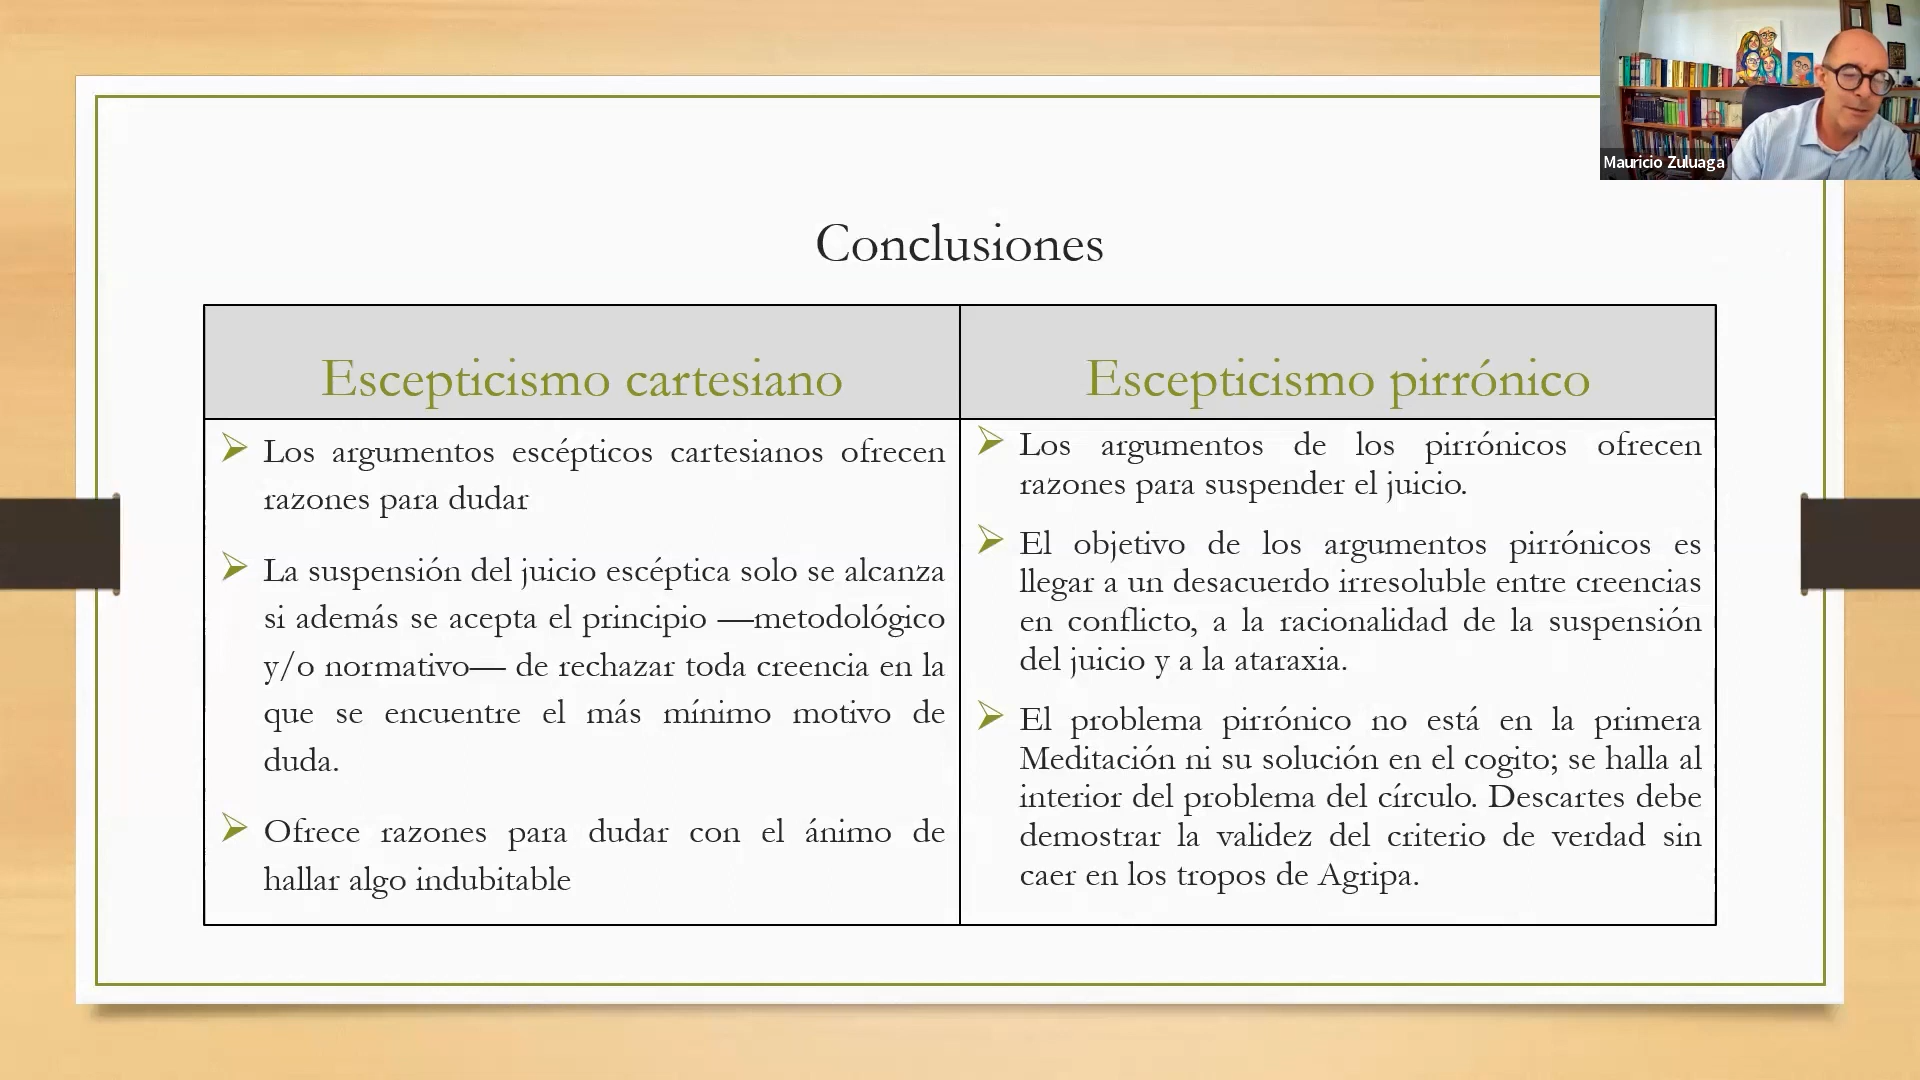 Mauricio Zuluaga
Conclusiones
Escepticismo cartesiano
Los argumentos escépticos cartesianos ofrecen
razones para dudar
La suspensión del juicio escéptica solo se alcanza
si además se acepta el principio —metodológico
y/o normativo— de rechazar toda creencia en la
que se encuentre el más mínimo motivo de
duda.
Ofrece razones para dudar con el ánimo de
hallar algo indubitable
Escepticismo pirrónico
Los argumentos de los pirrónicos ofrecen
razones para suspender el juicio.
El objetivo de los argumentos pirrónicos es
llegar a un desacuerdo irresoluble entre creencias
en conflicto, a la racionalidad de la suspensión
del juicio y a la ataraxia.
El problema pirrónico no está en la primera
Meditación ni su solución en el cogito; se halla al
interior del problema del círculo. Descartes debe
demostrar la validez del criterio de verdad sin
caer en los tropos de Agripa.